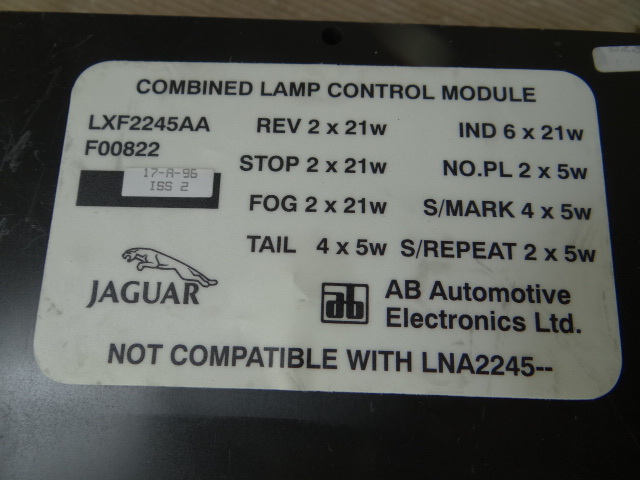 COMBINED LAMP CONTROL MODULE
LXF2245AA REV 2 x 21w IND 6 x 21w
F00822 STOP 2 x 21w NO.PL 2 x 5w
17-A-96
ISS 2
FOG 2 x 21w S/MARK 4 x 5w
TAIL 4 x 5w S/REPEAT 2 x 5w
JAGUAR
ab AB Automotive
Electronics Ltd.
NOT COMPATIBLE WITH LNA2245--